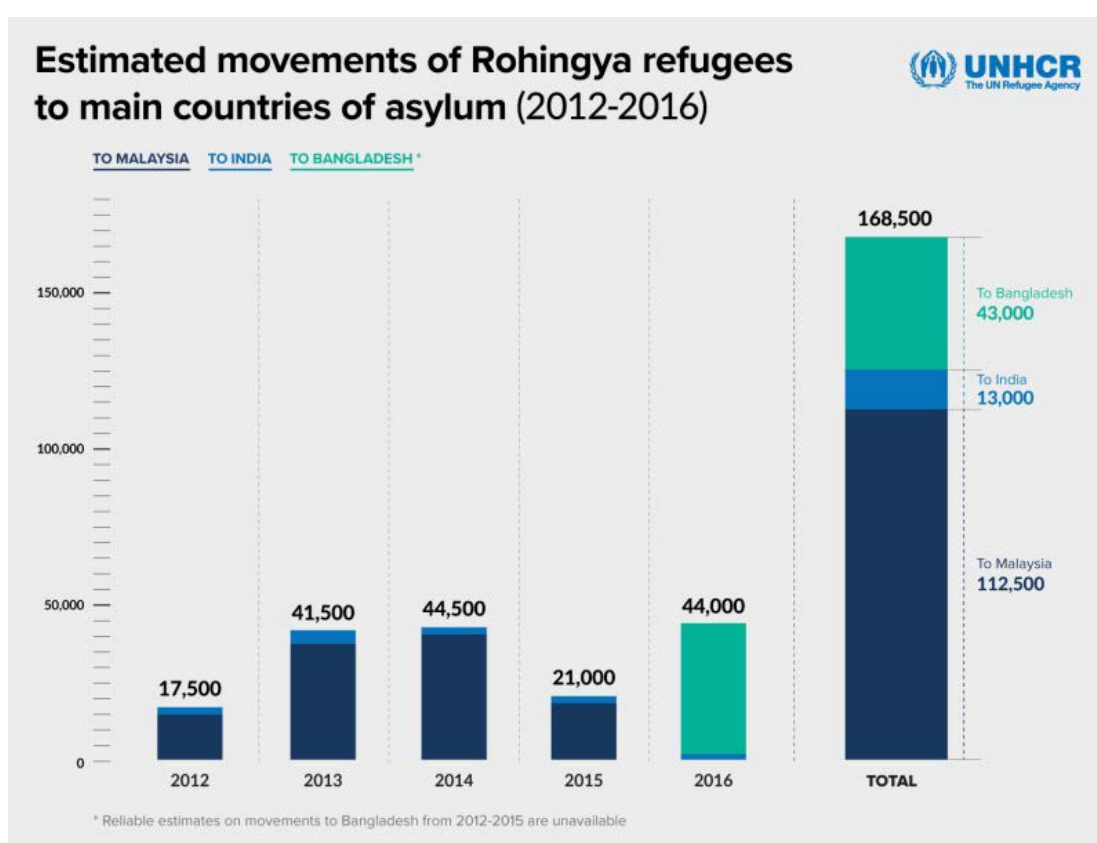 Estimated movements of Rohingya refugees
to main countries of asylum (2012-2016)
UNHCR
The UN Refugee Agency
TO MALAYSIA TO INDIA TO BANGLADESH *
150,000
100,000
50,000
0
17,500
41,500
44,500
21,000
44,000
168,500
To Bangladesh
43,000
To India
13,000
To Malaysia
112,500
2012 2013 2014 2015 2016 TOTAL
* Reliable estimates on movements to Bangladesh from 2012-2015 are unavailable